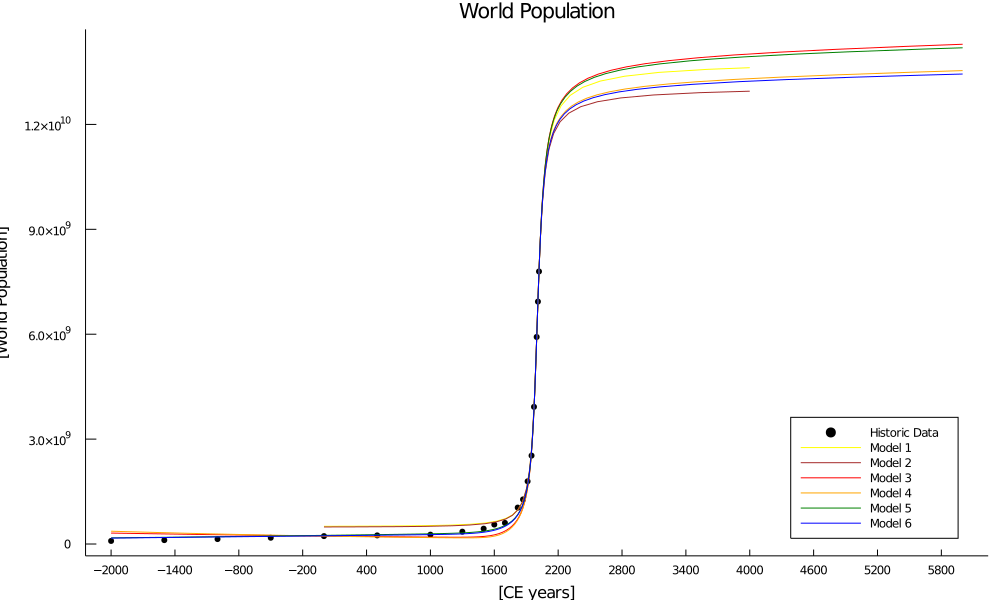 World Population
1.2×10^10
9.0×10^9
6.0×10^9
3.0×10^9
0
[World Population]
−2000 −1400 −800 −200 400 1000 1600 2200 2800 3400 4000 4600 5200 5800
[CE years]
Historic Data
Model 1
Model 2
Model 3
Model 4
Model 5
Model 6